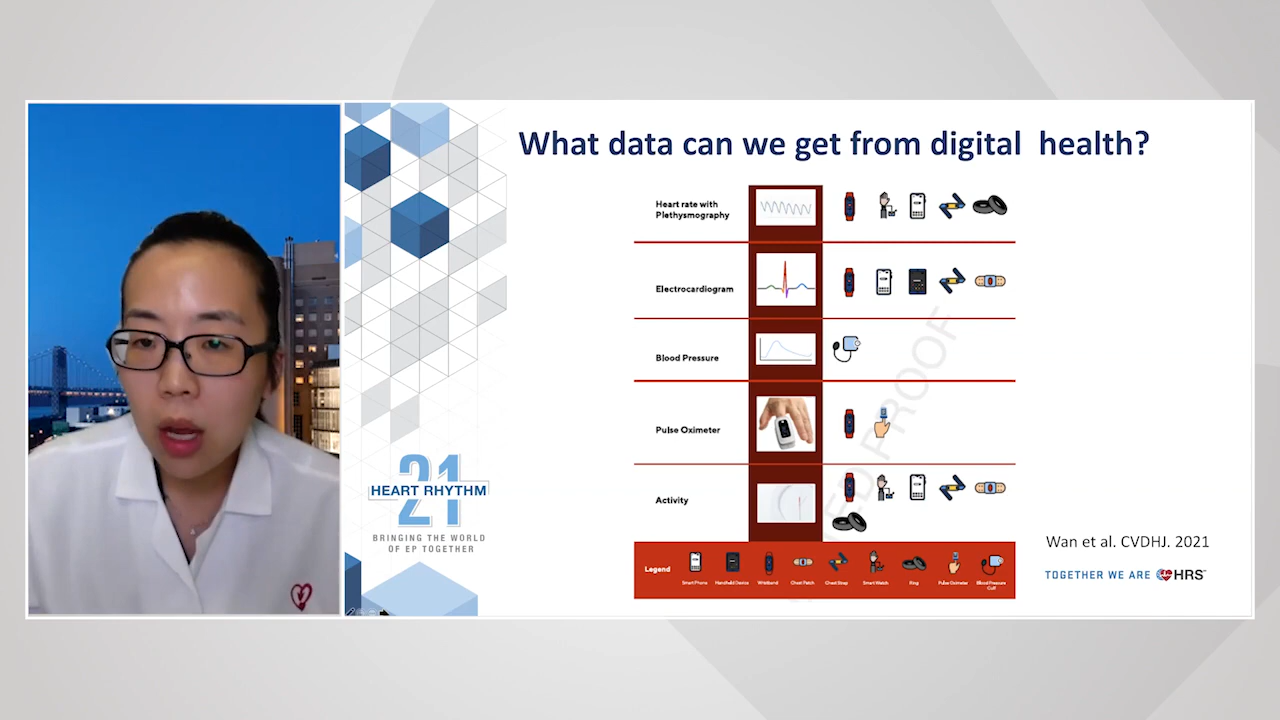 What data can we get from digital health?
Heart rate with
Plethysmography
Electrocardiogram
Blood Pressure
Pulse Oximeter
Activity
PROOF
Legend
Smart Phone
Handheld Device
Wristband
Chest Patch
Chest Strap
Smart Watch
Ring
Pulse Oximeter
Blood Pressure
Cuff
21
HEART RHYTHM
BRINGING THE WORLD
OF EP TOGETHER
Wan et al. CVDHJ. 2021
TOGETHER WE ARE HRS